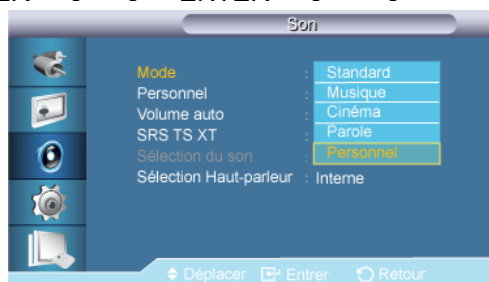 Son
Mode : Standard
Personnel : Musique
Volume auto : Cinéma
SRS TS XT : Parole
Sélection du son : Personnel
Sélection Haut-parleur : Interne
Déplacer Entrer Retour